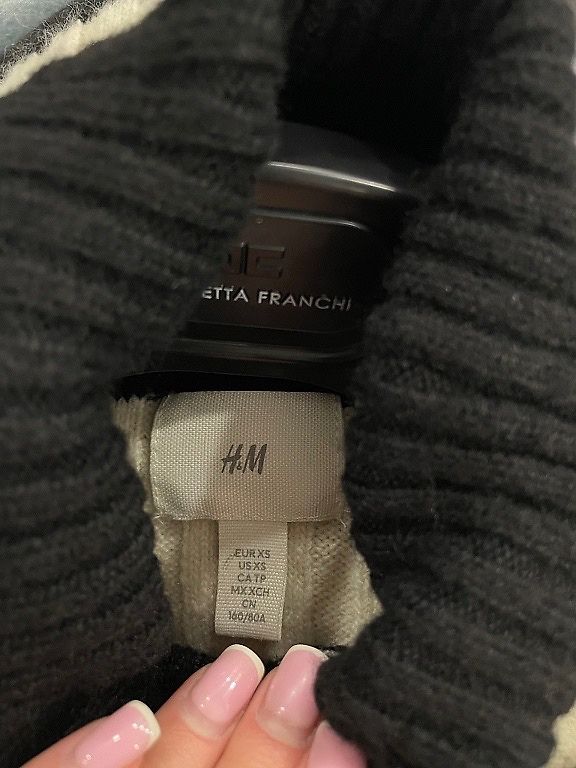 ETTA FRANCHI
H&M
EUR XS
US XS
CA TP
MX XCH
CN
160/80A